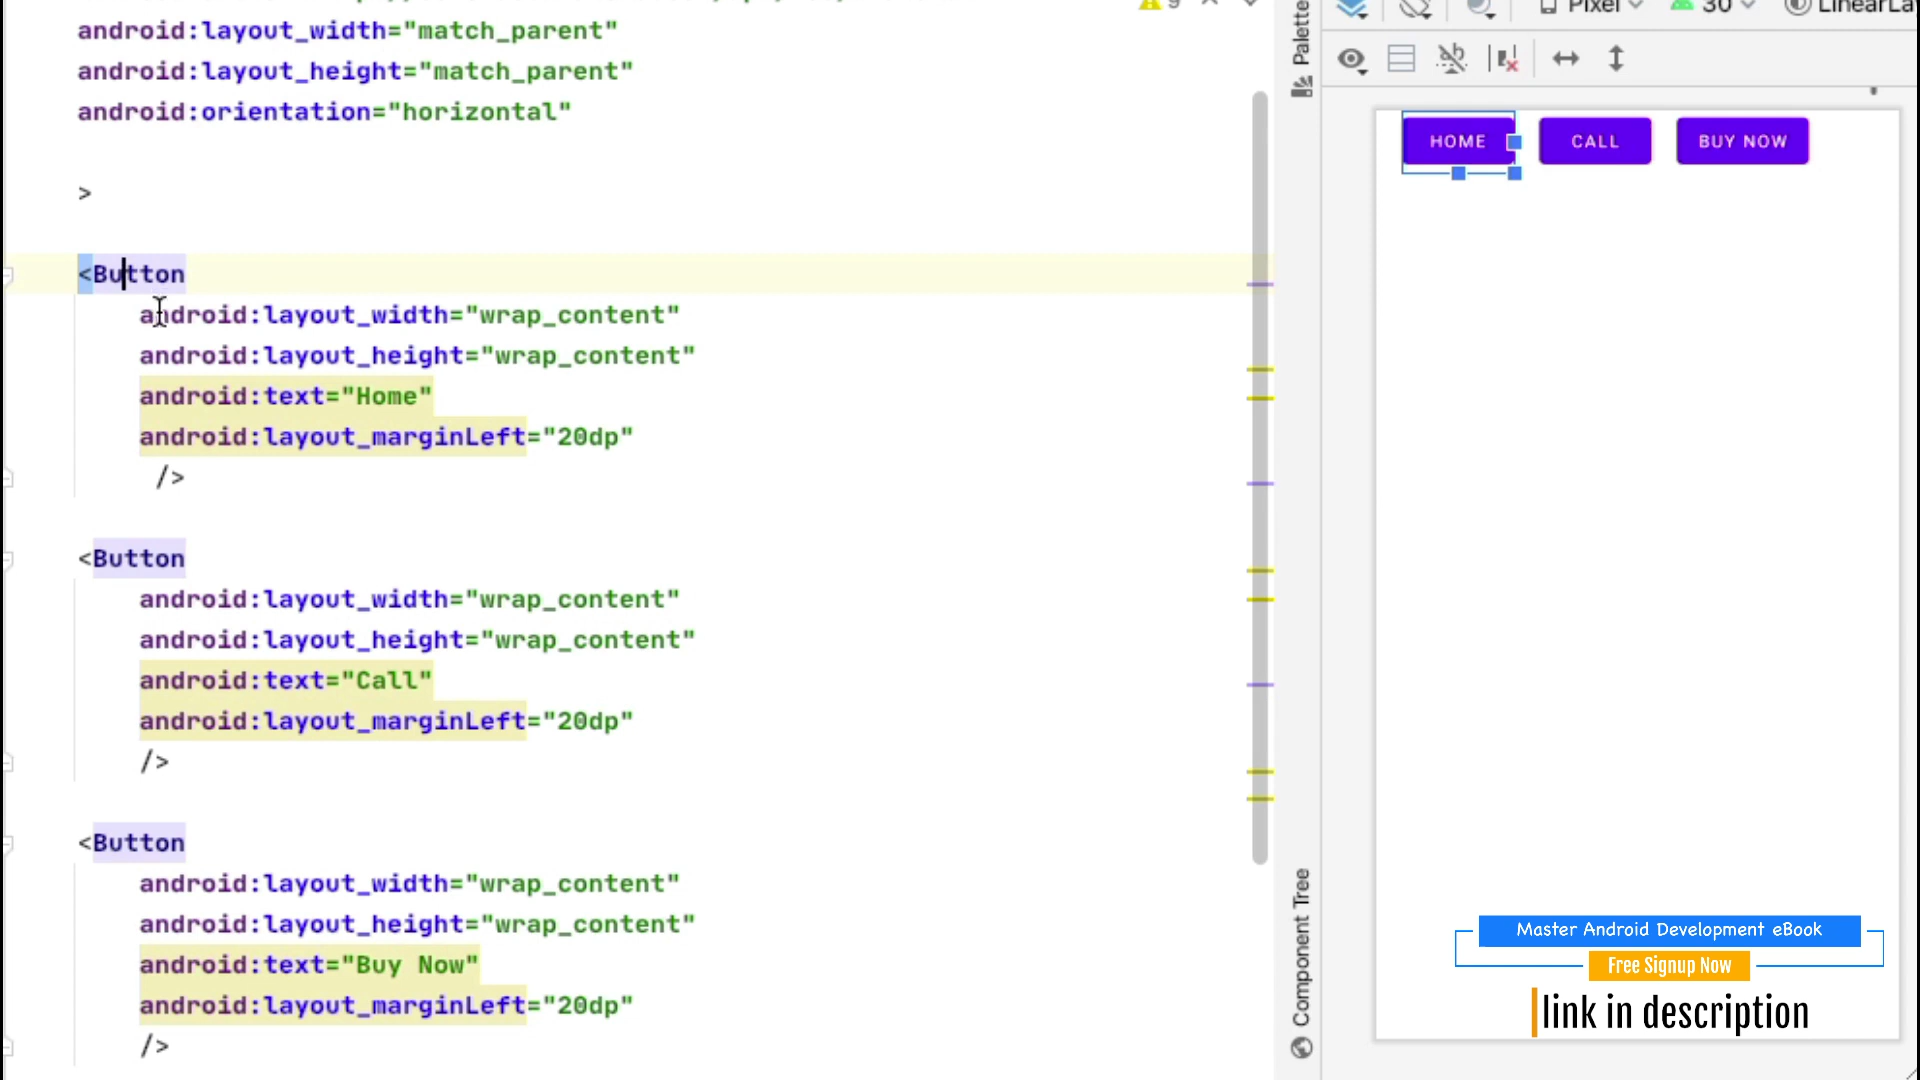 android:layout_width="match_parent"
android:layout_height="match_parent"
android:orientation="horizontal"
>
<Button
android:layout_width="wrap_content"
android:layout_height="wrap_content"
android:text="Home"
android:layout_marginLeft="20dp"
/>
<Button
android:layout_width="wrap_content"
android:layout_height="wrap_content"
android:text="Call"
android:layout_marginLeft="20dp"
/>
<Button
android:layout_width="wrap_content"
android:layout_height="wrap_content"
android:text="Buy Now"
android:layout_marginLeft="20dp"
/>
9
Palette
Component Tree
Pixel
30
HOME
CALL
BUY NOW
Master Android Development eBook
Free Signup Now
link in description